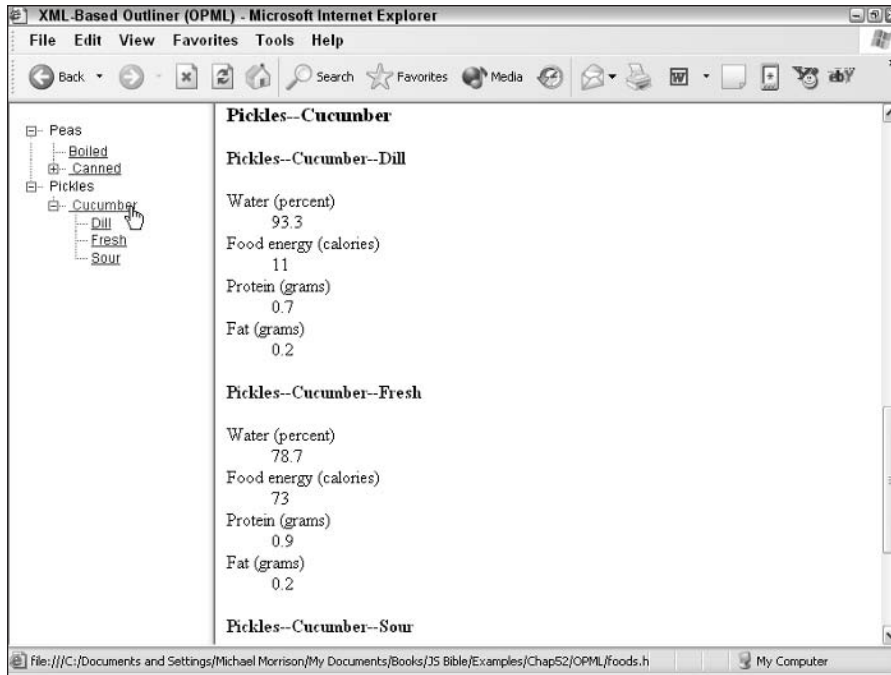 XML-Based Outliner (OPML) - Microsoft Internet Explorer
File Edit View Favorites Tools Help
Back Search Favorites Media
Peas
Boiled
Canned
Pickles
Cucumber
Dill
Fresh
Sour
Pickles--Cucumber
Pickles--Cucumber--Dill
Water (percent)
93.3
Food energy (calories)
11
Protein (grams)
0.7
Fat (grams)
0.2
Pickles--Cucumber--Fresh
Water (percent)
78.7
Food energy (calories)
73
Protein (grams)
0.9
Fat (grams)
0.2
Pickles--Cucumber--Sour
file:///C:/Documents and Settings/Michael Morrison/My Documents/Books/JS Bible/Examples/Chap52/OPML/foods.h My Computer